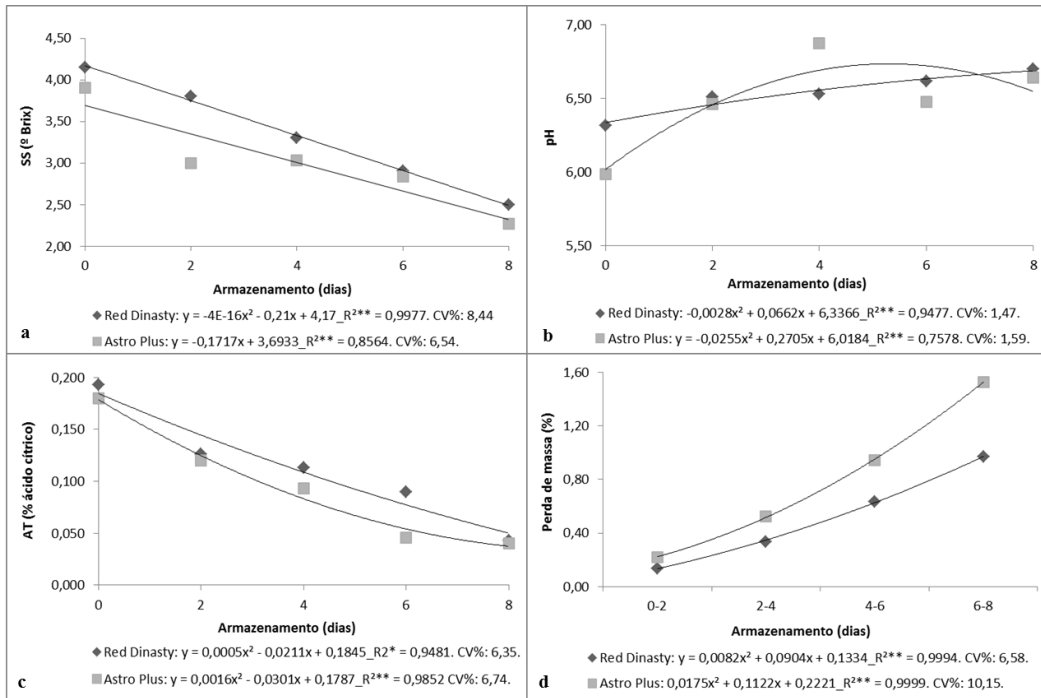 SS (º Brix)
4,50
4,00
3,50
3,00
2,50
2,00
0 2 4 6 8
Armazenamento (dias)
Red Dinasty: y = -4E-16x² - 0,21x + 4,17_R²** = 0,9977. CV%: 8,44
Astro Plus: y = -0,1717x + 3,6933_R²** = 0,8564. CV%: 6,54.
a
pH
7,00
6,50
6,00
5,50
0 2 4 6 8
Armazenamento (dias)
Red Dinasty: -0,0028x² + 0,0662x + 6,3366_R²** = 0,9477. CV%: 1,47.
Astro Plus: y = -0,0255x² + 0,2705x + 6,0184_R²** = 0,7578. CV%: 1,59.
b
AT (% ácido cítrico)
0,200
0,150
0,100
0,050
0,000
0 2 4 6 8
Armazenamento (dias)
Red Dinasty: y = 0,0005x² - 0,0211x + 0,1845_R2* = 0,9481. CV%: 6,35.
Astro Plus: y = 0,0016x² - 0,0301x + 0,1787_R²** = 0,9852 CV%: 6,74.
c
Perda de massa (%)
1,60
1,20
0,80
0,40
0,00
0-2 2-4 4-6 6-8
Armazenamento (dias)
Red Dinasty: y = 0,0082x² + 0,0904x + 0,1334_R²** = 0,9994. CV%: 6,58.
Astro Plus: 0,0175x² + 0,1122x + 0,2221_R²** = 0,9999. CV%: 10,15.
d